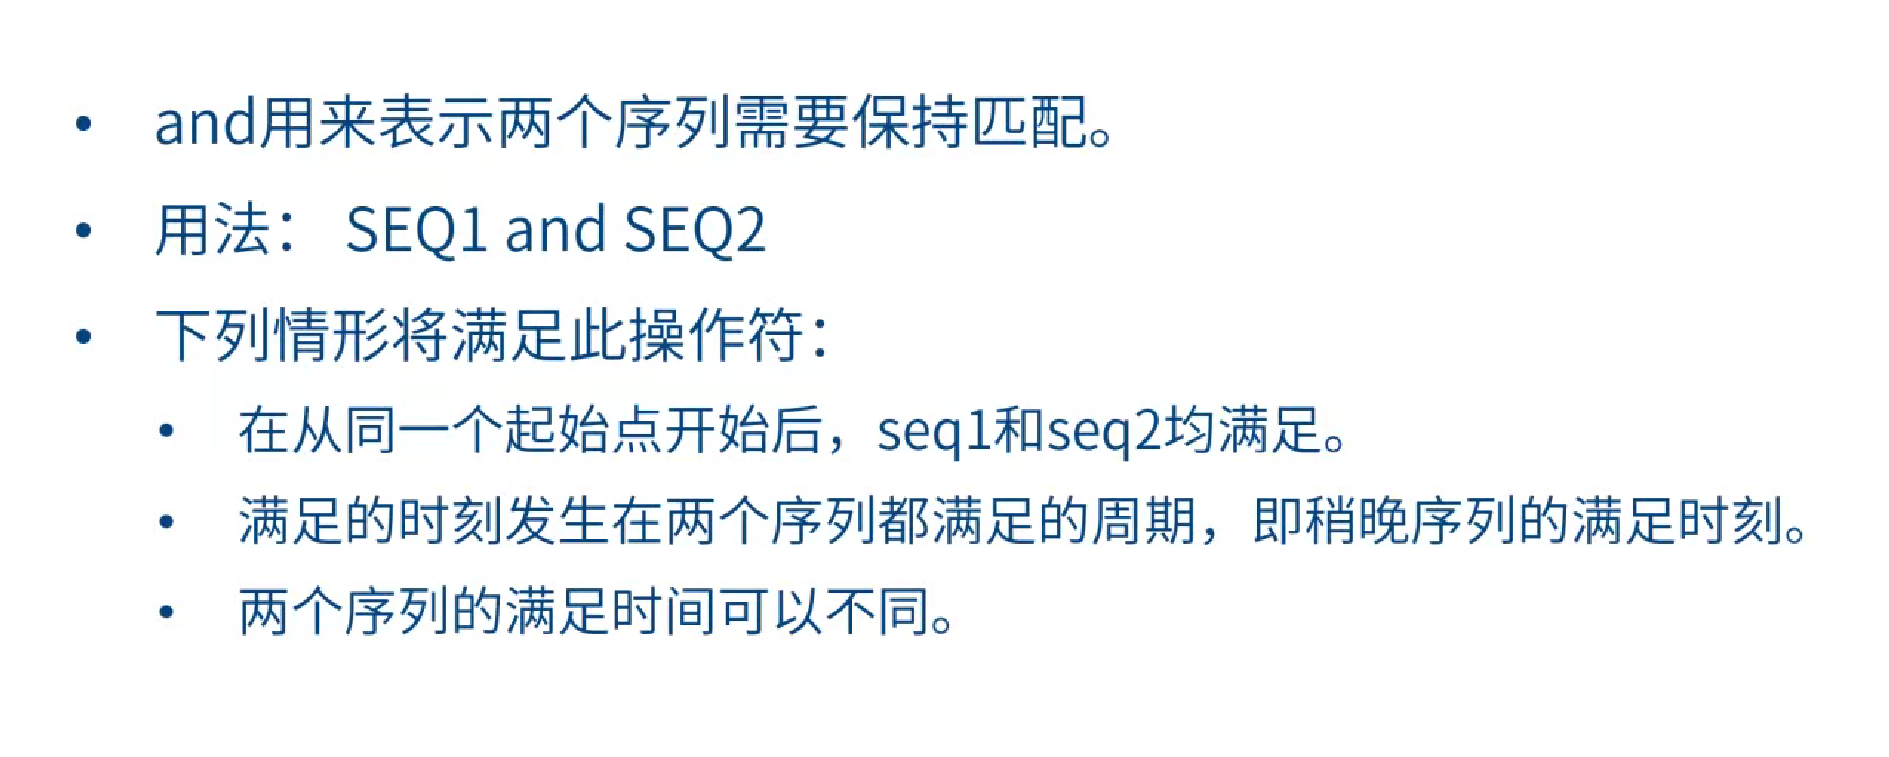 • and用来表示两个序列需要保持匹配。
• 用法： SEQ1 and SEQ2
• 下列情形将满足此操作符：
• 在从同一个起始点开始后，seq1和seq2均满足。
• 满足的时刻发生在两个序列都满足的周期，即稍晚序列的满足时刻。
• 两个序列的满足时间可以不同。